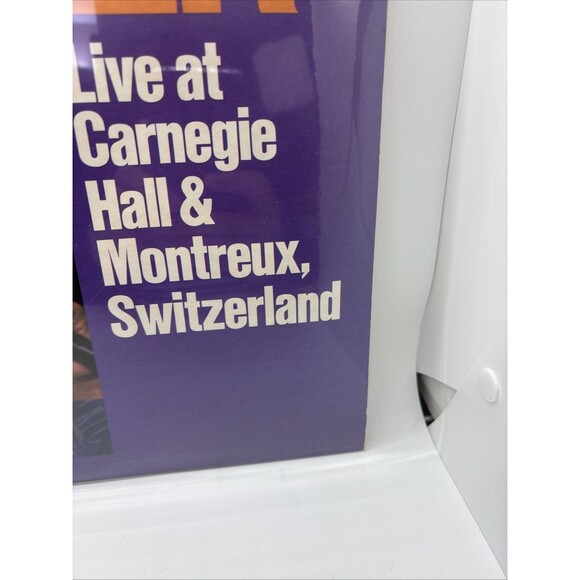 Live at
Carnegie
Hall &
Montreux,
Switzerland